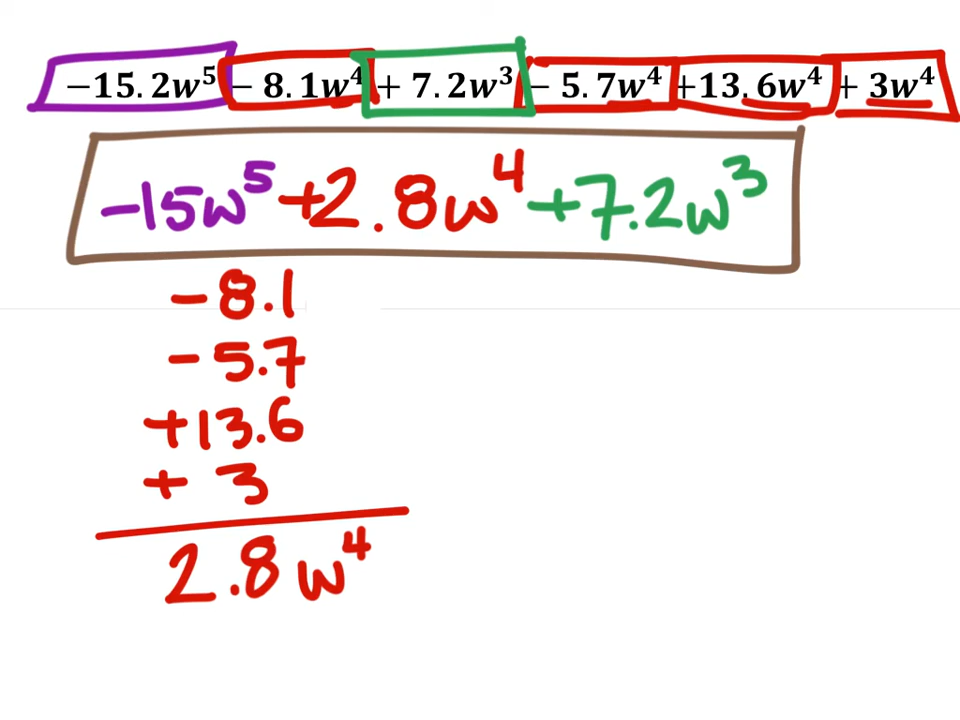 −15.2w⁵ − 8.1w⁴ + 7.2w³ − 5.7w⁴ +13.6w⁴ + 3w⁴
-15w⁵+2.8w⁴+7.2w³
-8.1
-5.7
+13.6
+ 3
2.8w⁴